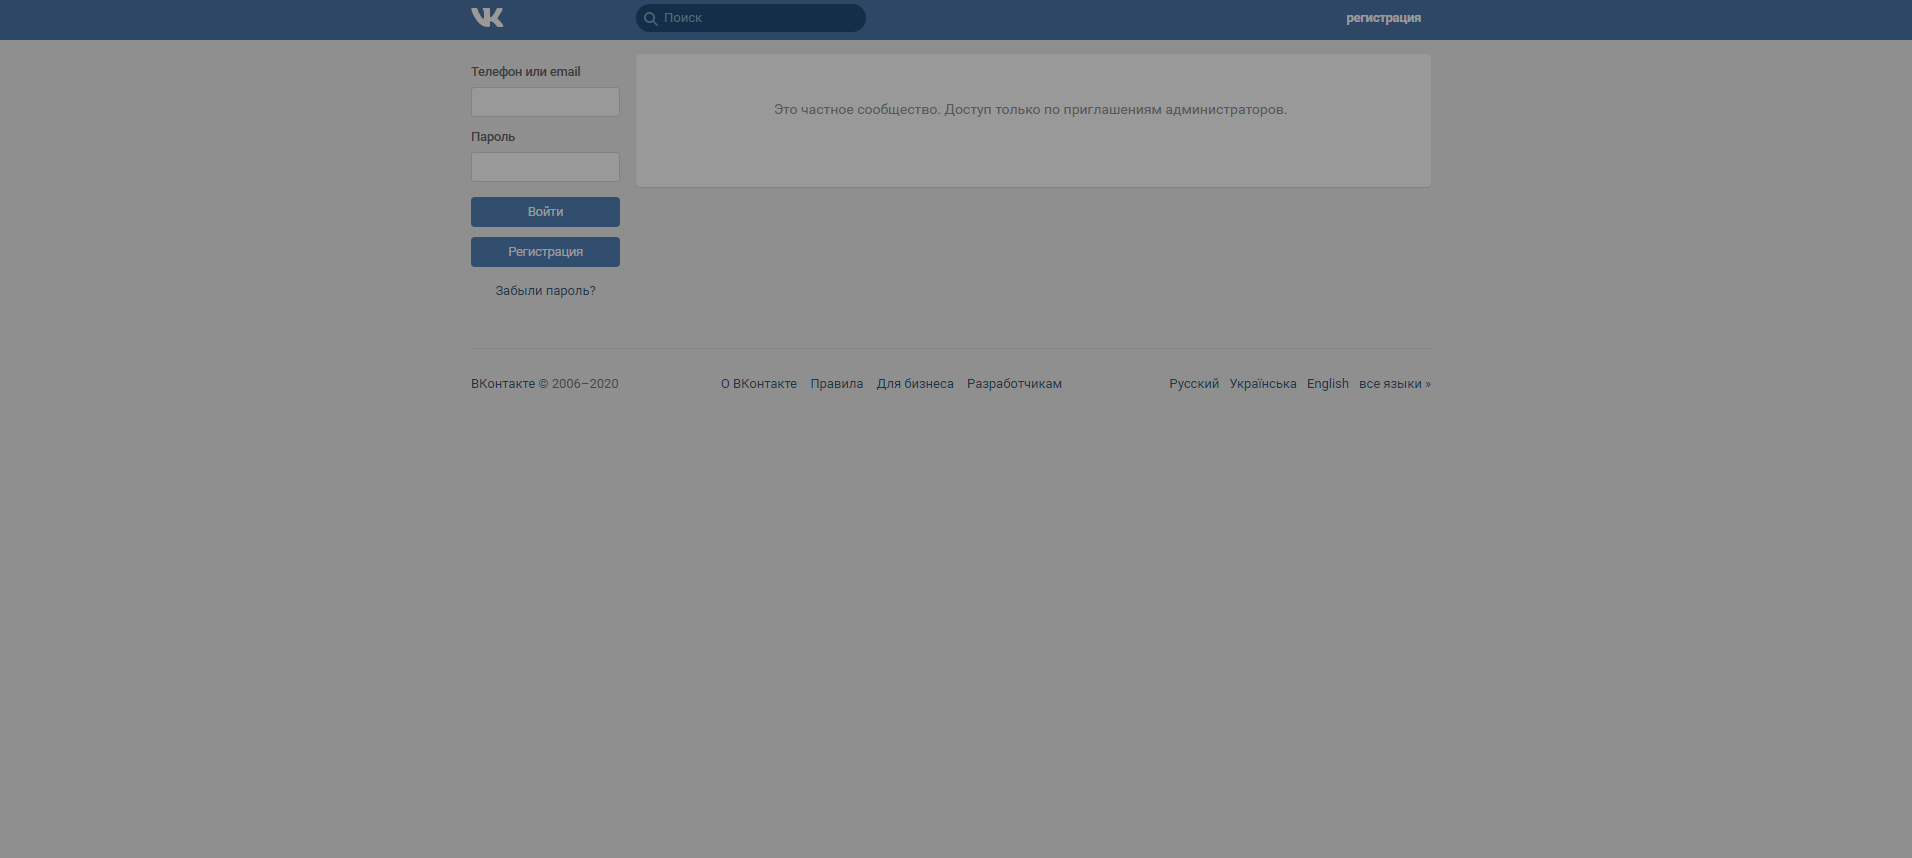 Поиск
регистрация
Телефон или email
Пароль
Войти
Регистрация
Забыли пароль?
Это частное сообщество. Доступ только по приглашениям администраторов.
ВКонтакте © 2006–2020
О ВКонтакте Правила Для бизнеса Разработчикам
Русский Українська English все языки »